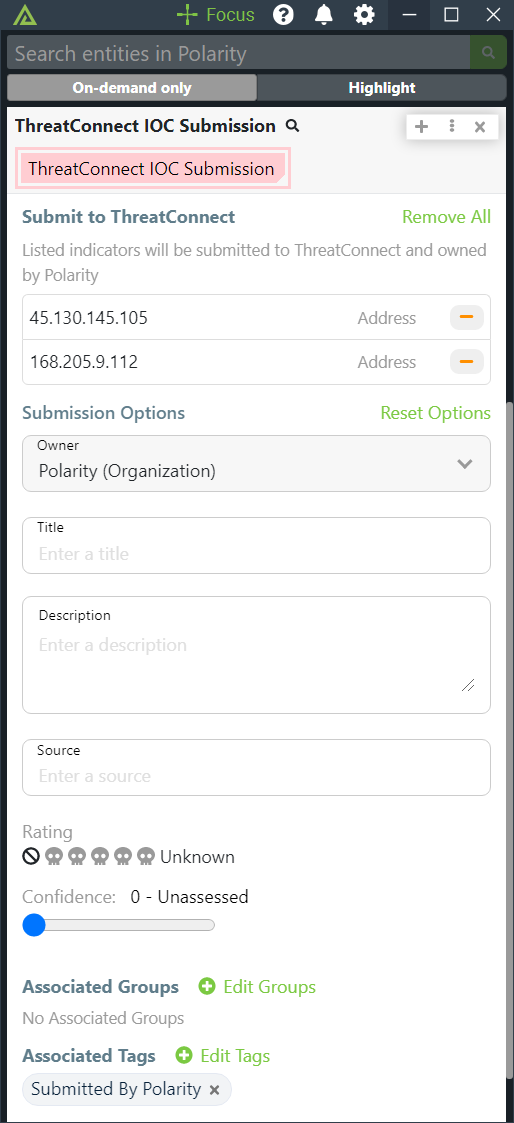 Focus
Search entities in Polarity
On-demand only Highlight
ThreatConnect IOC Submission
ThreatConnect IOC Submission
Submit to ThreatConnect Remove All
Listed indicators will be submitted to ThreatConnect and owned
by Polarity
45.130.145.105 Address
168.205.9.112 Address
Submission Options Reset Options
Owner
Polarity (Organization)
Title
Enter a title
Description
Enter a description
Source
Enter a source
Rating
Unknown
Confidence: 0 - Unassessed
Associated Groups Edit Groups
No Associated Groups
Associated Tags Edit Tags
Submitted By Polarity